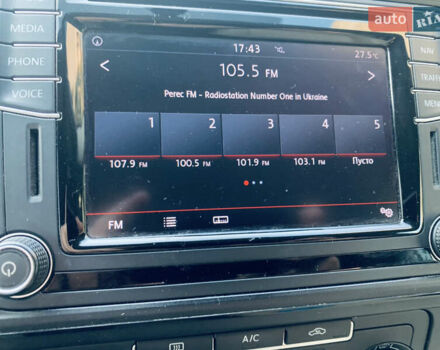 auto RIA
MEDIA
17:43
27.5°C
105.5 FM
NAV
PHONE
TRAFFIC
Perec FM – Radiostation Number One in Ukraine
VOICE
MENU
1 2 3 4 5
107.9 FM 100.5 FM 101.9 FM 103.1 FM Пусто
FM
A/C